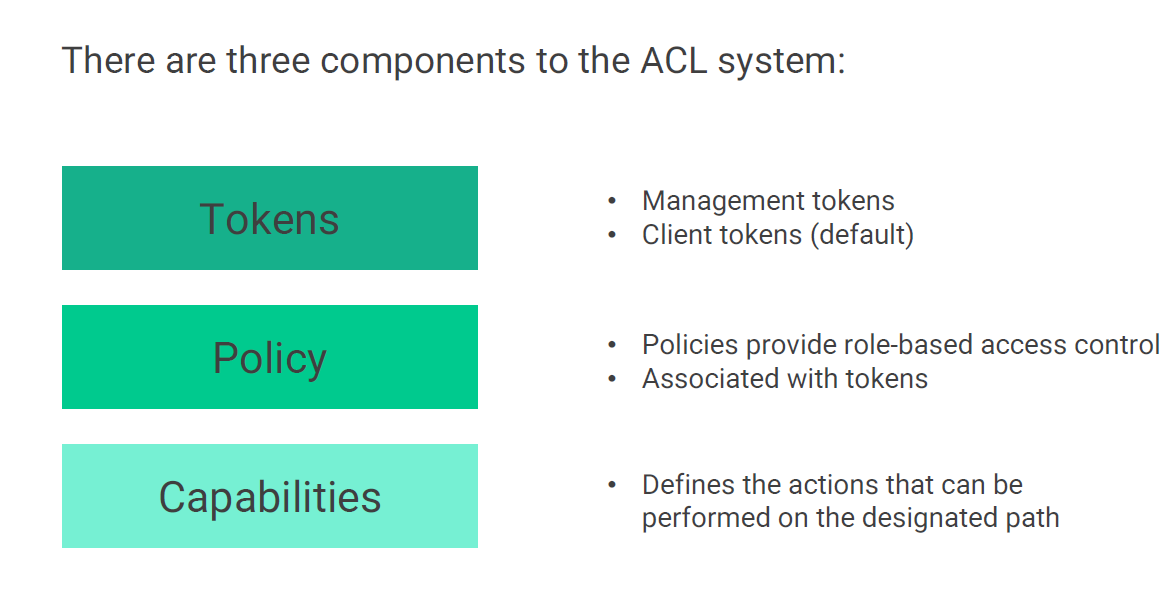 There are three components to the ACL system:
Tokens
• Management tokens
• Client tokens (default)
Policy
• Policies provide role-based access control
• Associated with tokens
Capabilities
• Defines the actions that can be
performed on the designated path